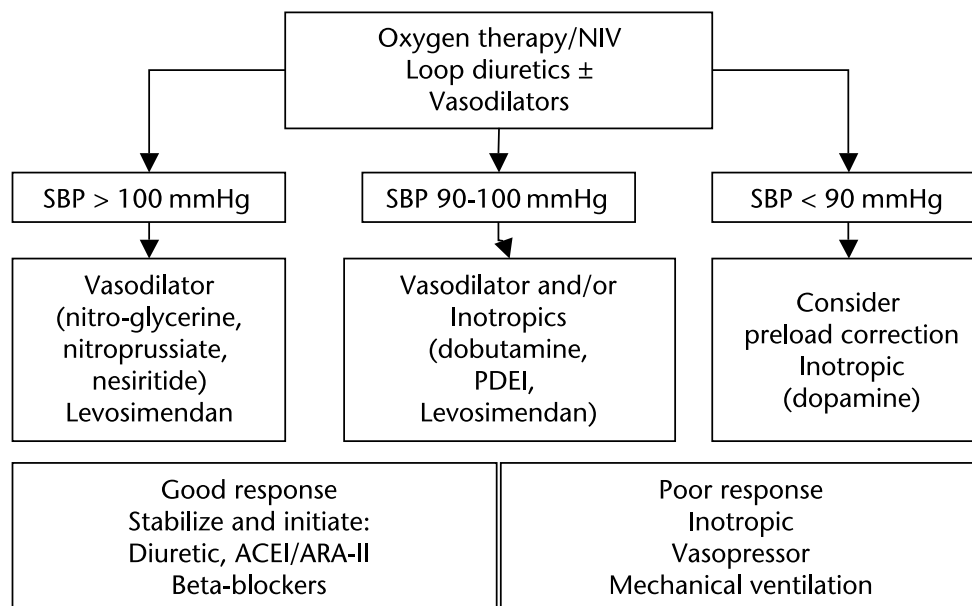 Oxygen therapy/NIV
Loop diuretics ±
Vasodilators
SBP > 100 mmHg
SBP 90-100 mmHg
SBP < 90 mmHg
Vasodilator
(nitro-glycerine,
nitroprussiate,
nesiritide)
Levosimendan
Vasodilator and/or
Inotropics
(dobutamine,
PDEI,
Levosimendan)
Consider
preload correction
Inotropic
(dopamine)
Good response
Stabilize and initiate:
Diuretic, ACEI/ARA-II
Beta-blockers
Poor response
Inotropic
Vasopressor
Mechanical ventilation